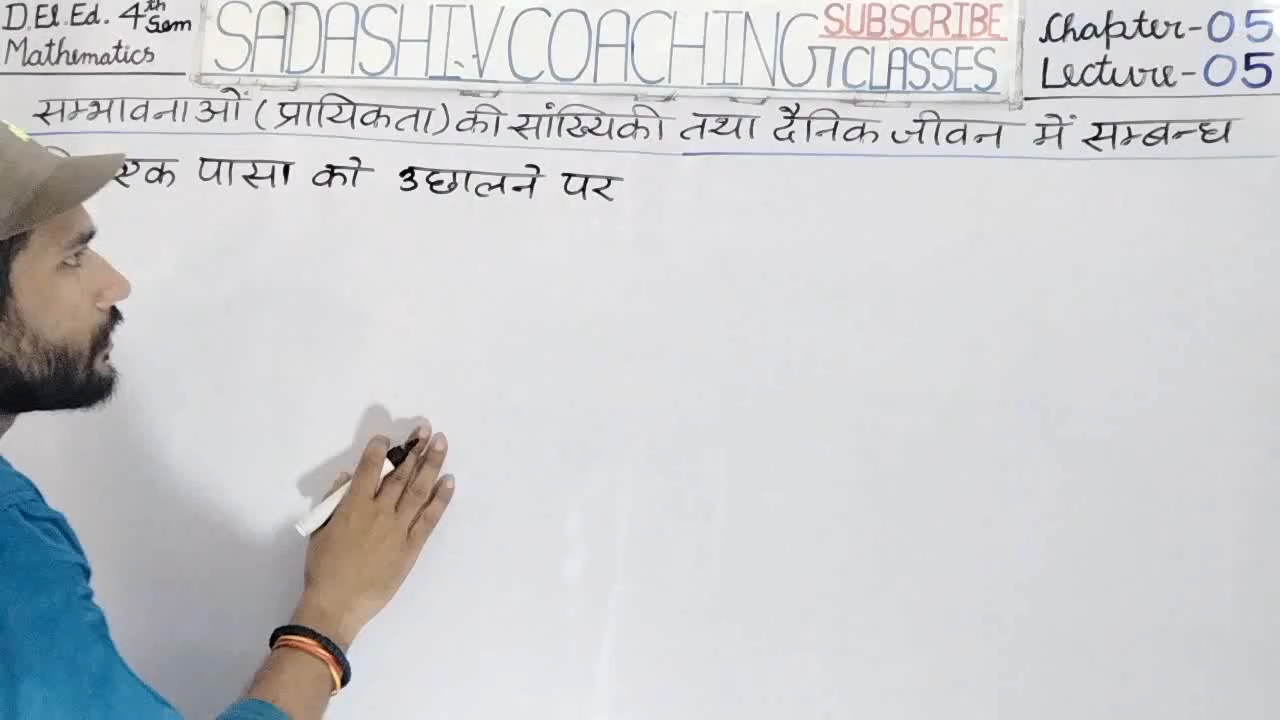 D.El.Ed. 4th Sem
Mathematics
SADASHIV COACHING CLASSES
SUBSCRIBE
Chapter-05
Lecture-05
सम्भावनाओं (प्रायिकता) की सांख्यिकी तथा दैनिक जीवन में सम्बन्ध
एक पासा को उछालने पर